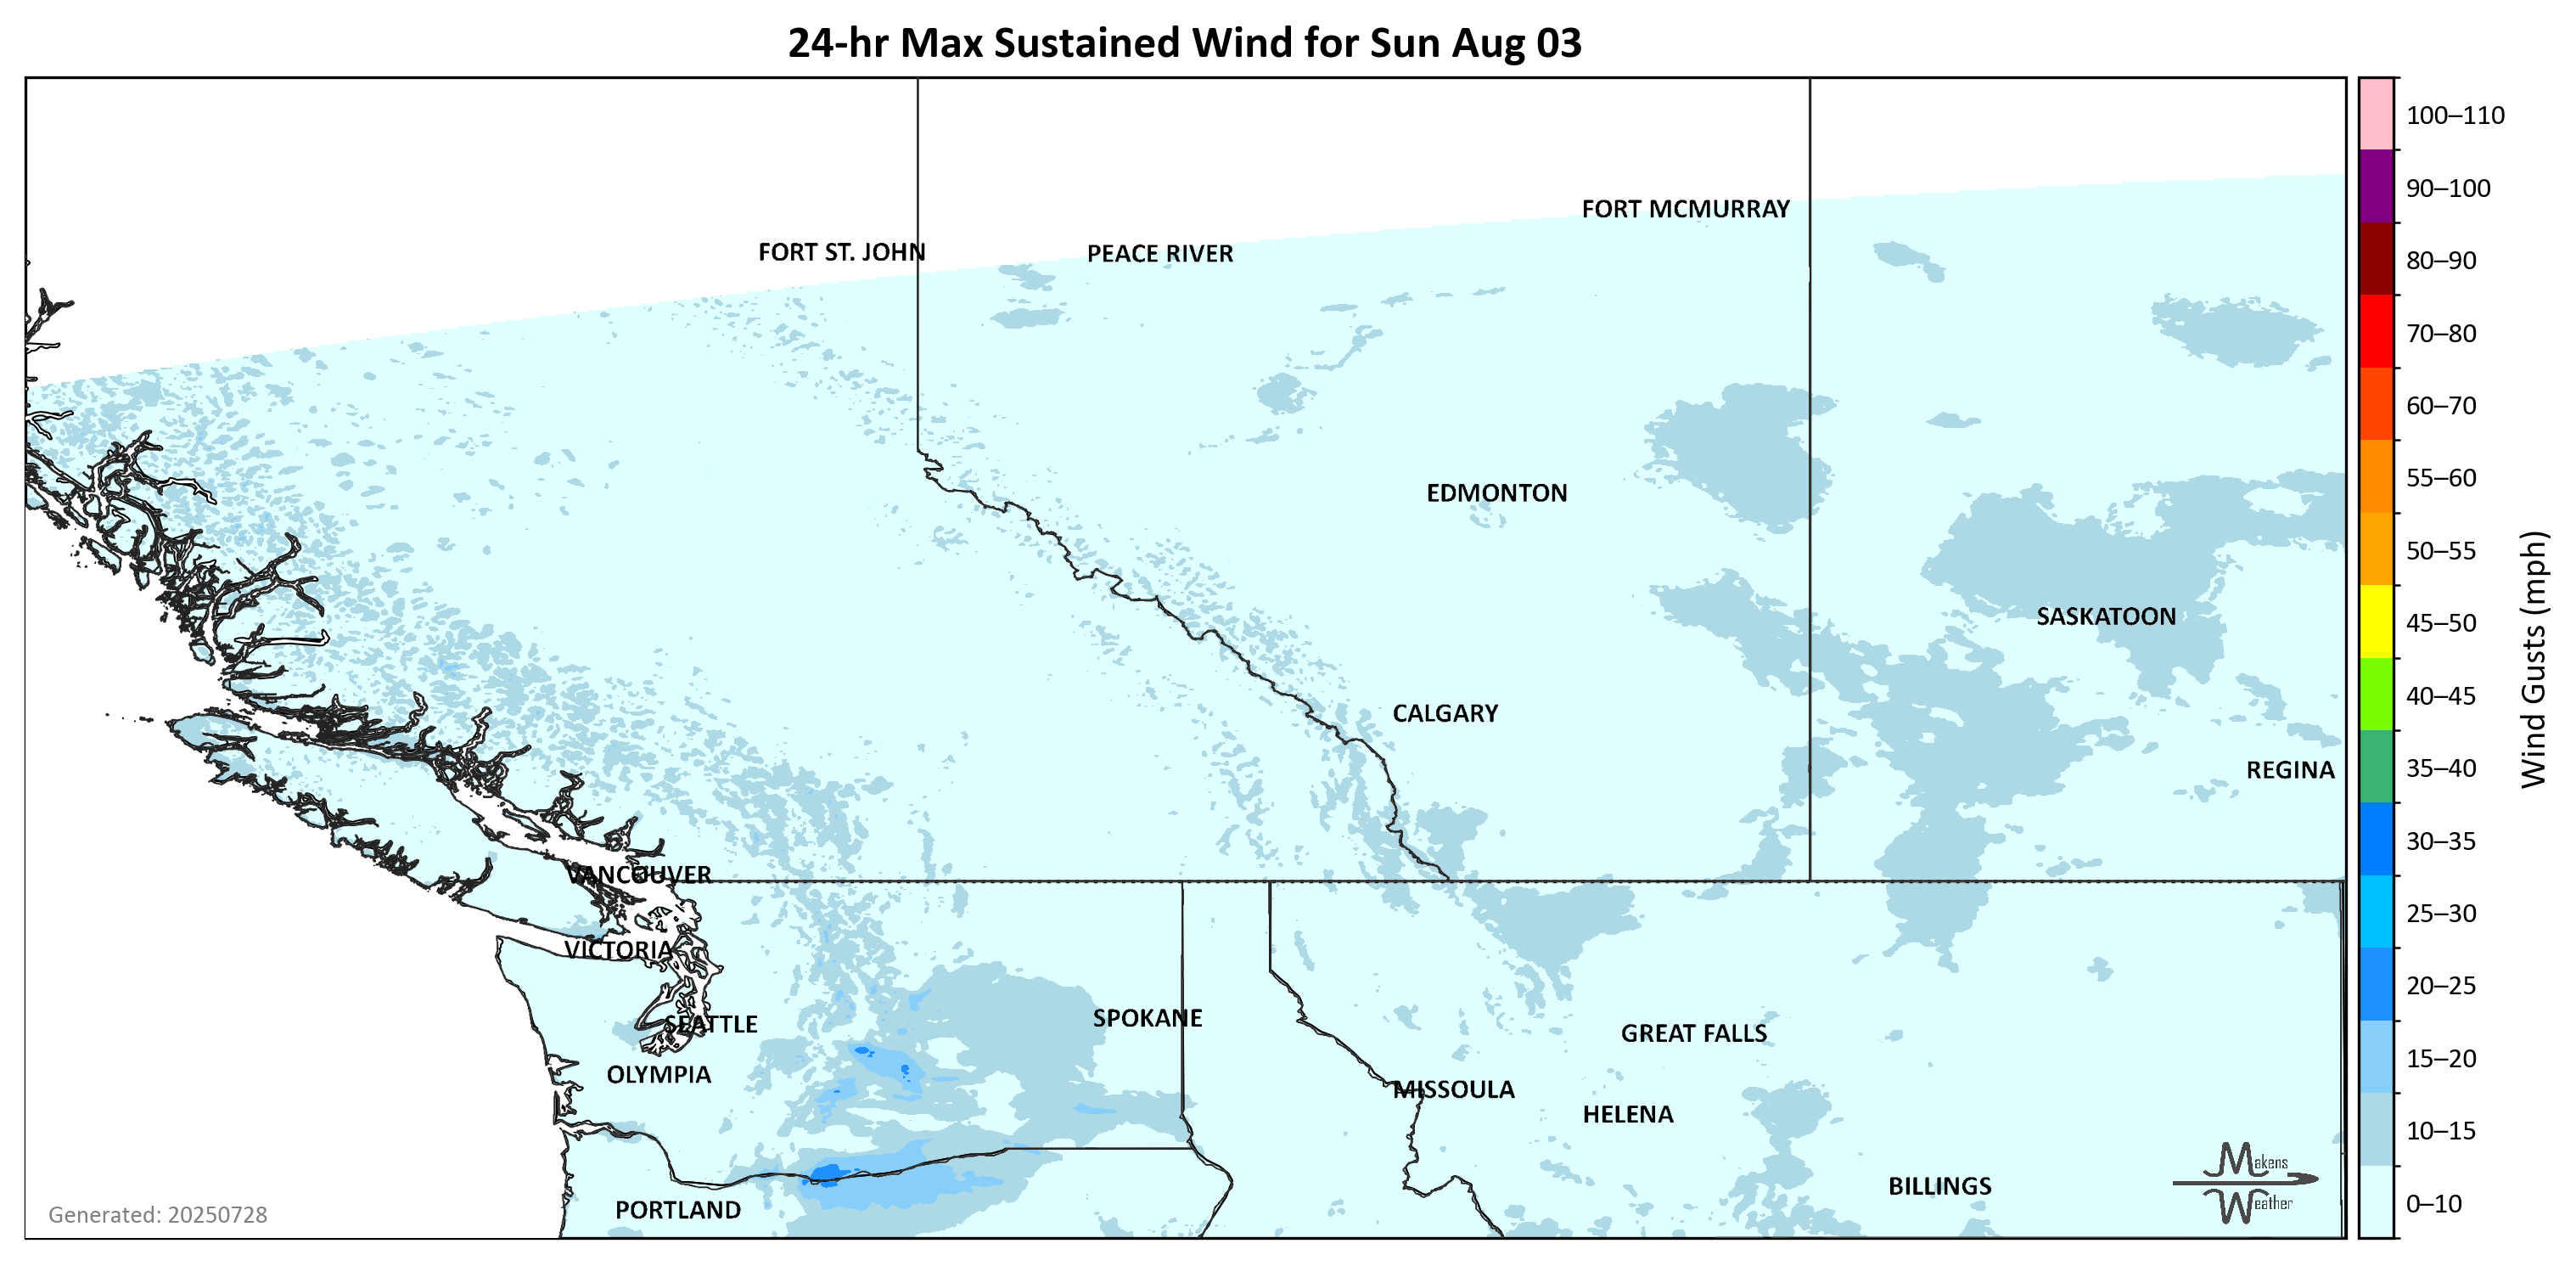 24-hr Max Sustained Wind for Sun Aug 03
FORT MCMURRAY
FORT ST. JOHN
PEACE RIVER
EDMONTON
SASKATOON
CALGARY
REGINA
VANCOUVER
VICTORIA
SEATTLE
SPOKANE
GREAT FALLS
OLYMPIA
MISSOULA
HELENA
BILLINGS
PORTLAND
Generated: 20250728
Makens
Weather
100–110
90–100
80–90
70–80
60–70
55–60
50–55
45–50
40–45
35–40
30–35
25–30
20–25
15–20
10–15
0–10
Wind Gusts (mph)